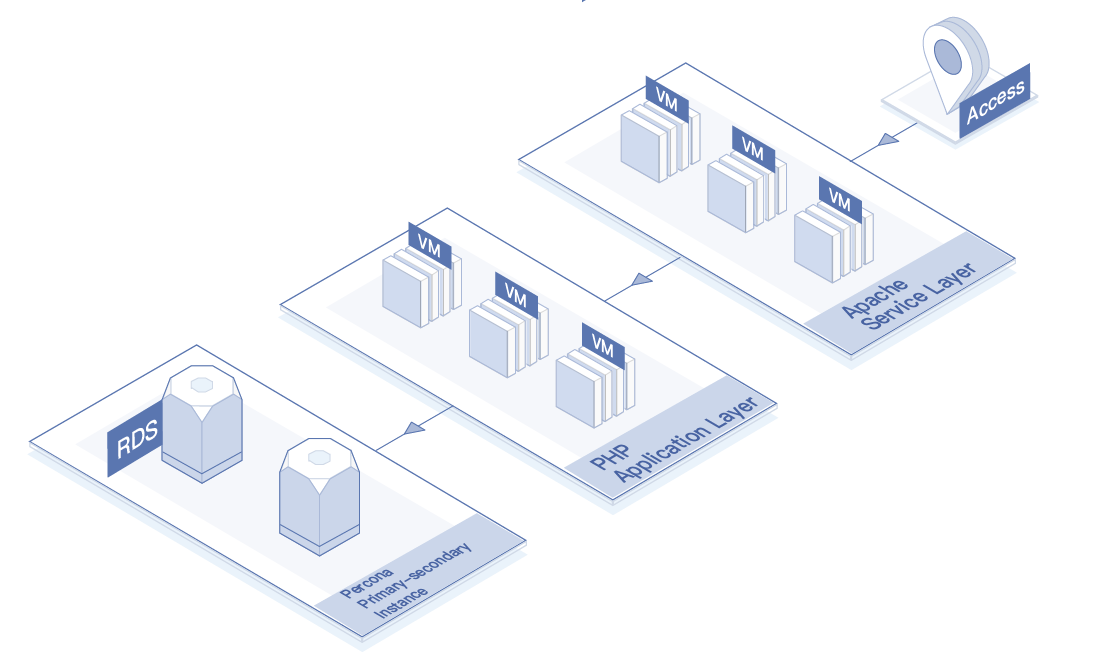 Access
VM
VM
VM
Apache
Service Layer
VM
VM
VM
PHP
Application Layer
RDS
Percona
Primary-secondary
Instance